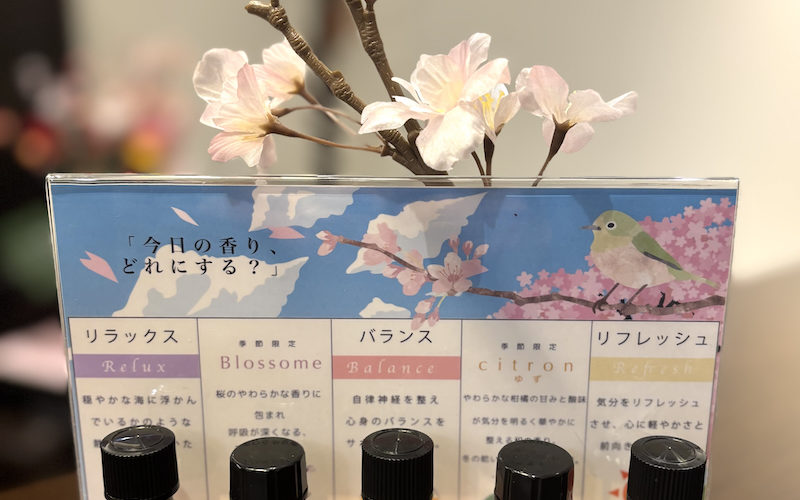 「今日の香り、
どれにする？」
リラックス
Relux
穏やかな海に浮かん
でいるかのような
季節限定
Blossome
桜のやわらかな香りに
包まれ
呼吸が深くなる、
バランス
Balance
自律神経を整え
心身のバランスを
季節限定
citron
ゆず
やわらかな柑橘の甘みと酸味
が気分を明るく華やかに
整える
リフレッシュ
Refresh
気分をリフレッシュ
させ、心に軽やかさと
前向き